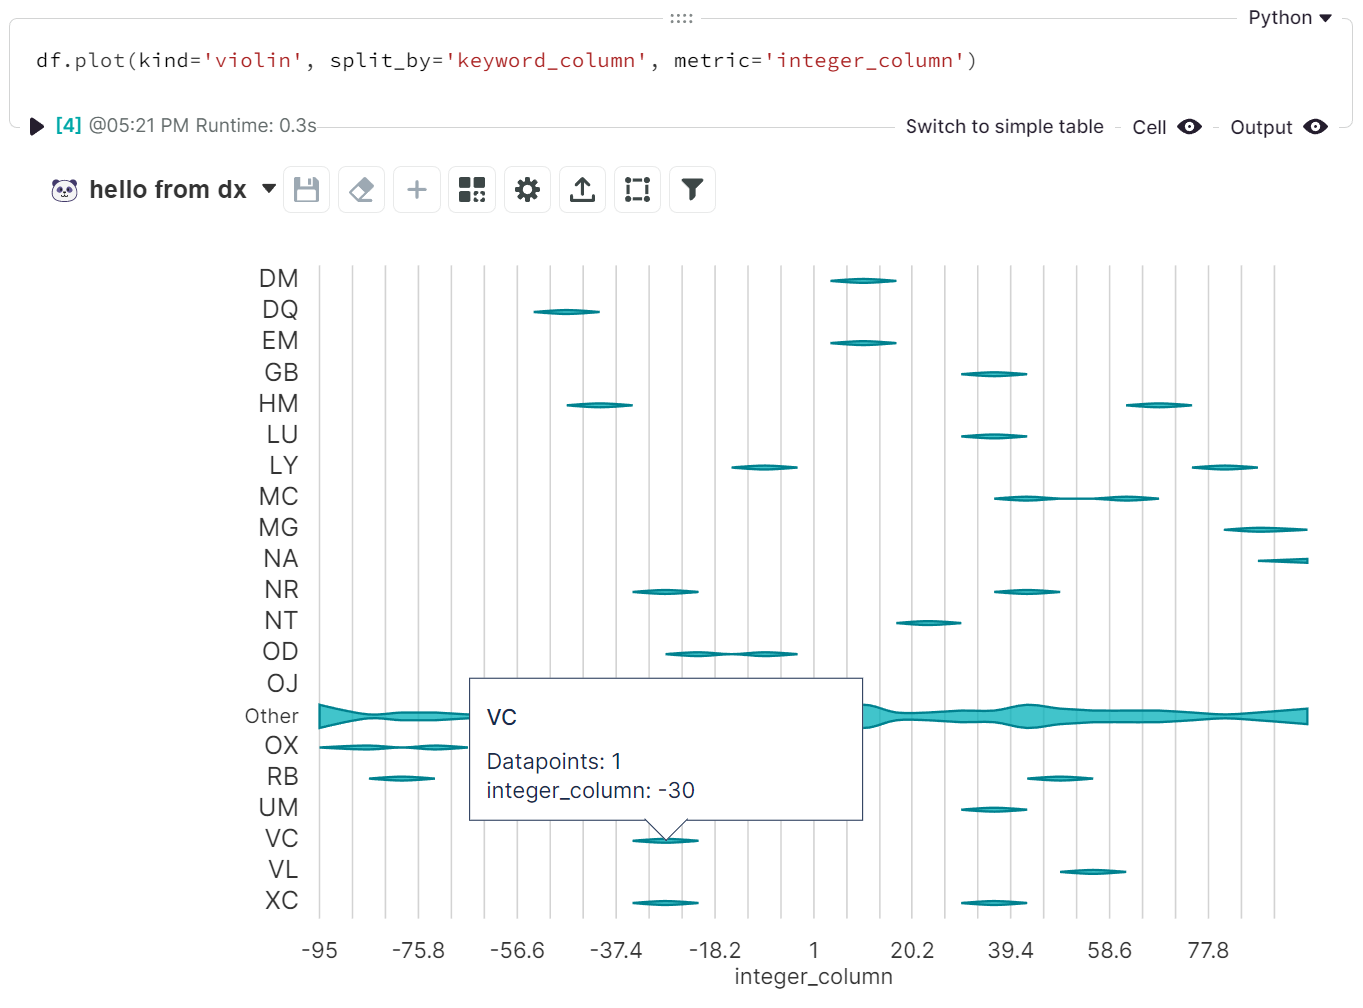 Python
df.plot(kind='violin', split_by='keyword_column', metric='integer_column')
[4] @05:21 PM Runtime: 0.3s
Switch to simple table Cell Output
hello from dx
DM
DQ
EM
GB
HM
LU
LY
MC
MG
NA
NR
NT
OD
OJ
Other
OX
RB
UM
VC
VL
XC
VC
Datapoints: 1
integer_column: -30
-95 -75.8 -56.6 -37.4 -18.2 1 20.2 39.4 58.6 77.8
integer_column